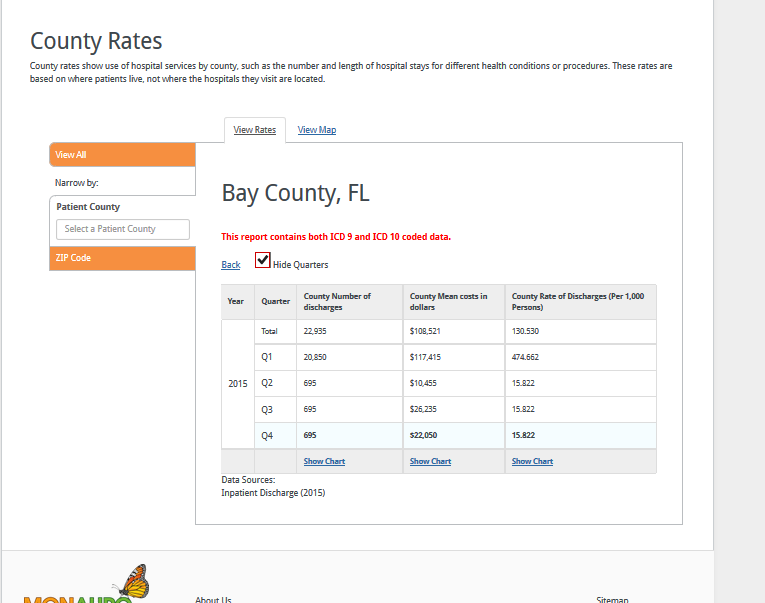 County Rates
County rates show use of hospital services by county, such as the number and length of hospital stays for different health conditions or procedures. These rates are
based on where patients live, not where the hospitals they visit are located.
View Rates View Map
View All
Narrow by:
Patient County
Select a Patient County
ZIP Code
Bay County, FL
This report contains both ICD 9 and ICD 10 coded data.
Back Hide Quarters
Year Quarter County Number of discharges County Mean costs in dollars County Rate of Discharges (Per 1,000 Persons)
2015
Total 22,935 $108,521 130.530
Q1 20,850 $117,415 474.662
Q2 695 $10,455 15.822
Q3 695 $26,235 15.822
Q4 695 $22,050 15.822
Show Chart Show Chart Show Chart
Data Sources:
Inpatient Discharge (2015)
About Us Sitemap